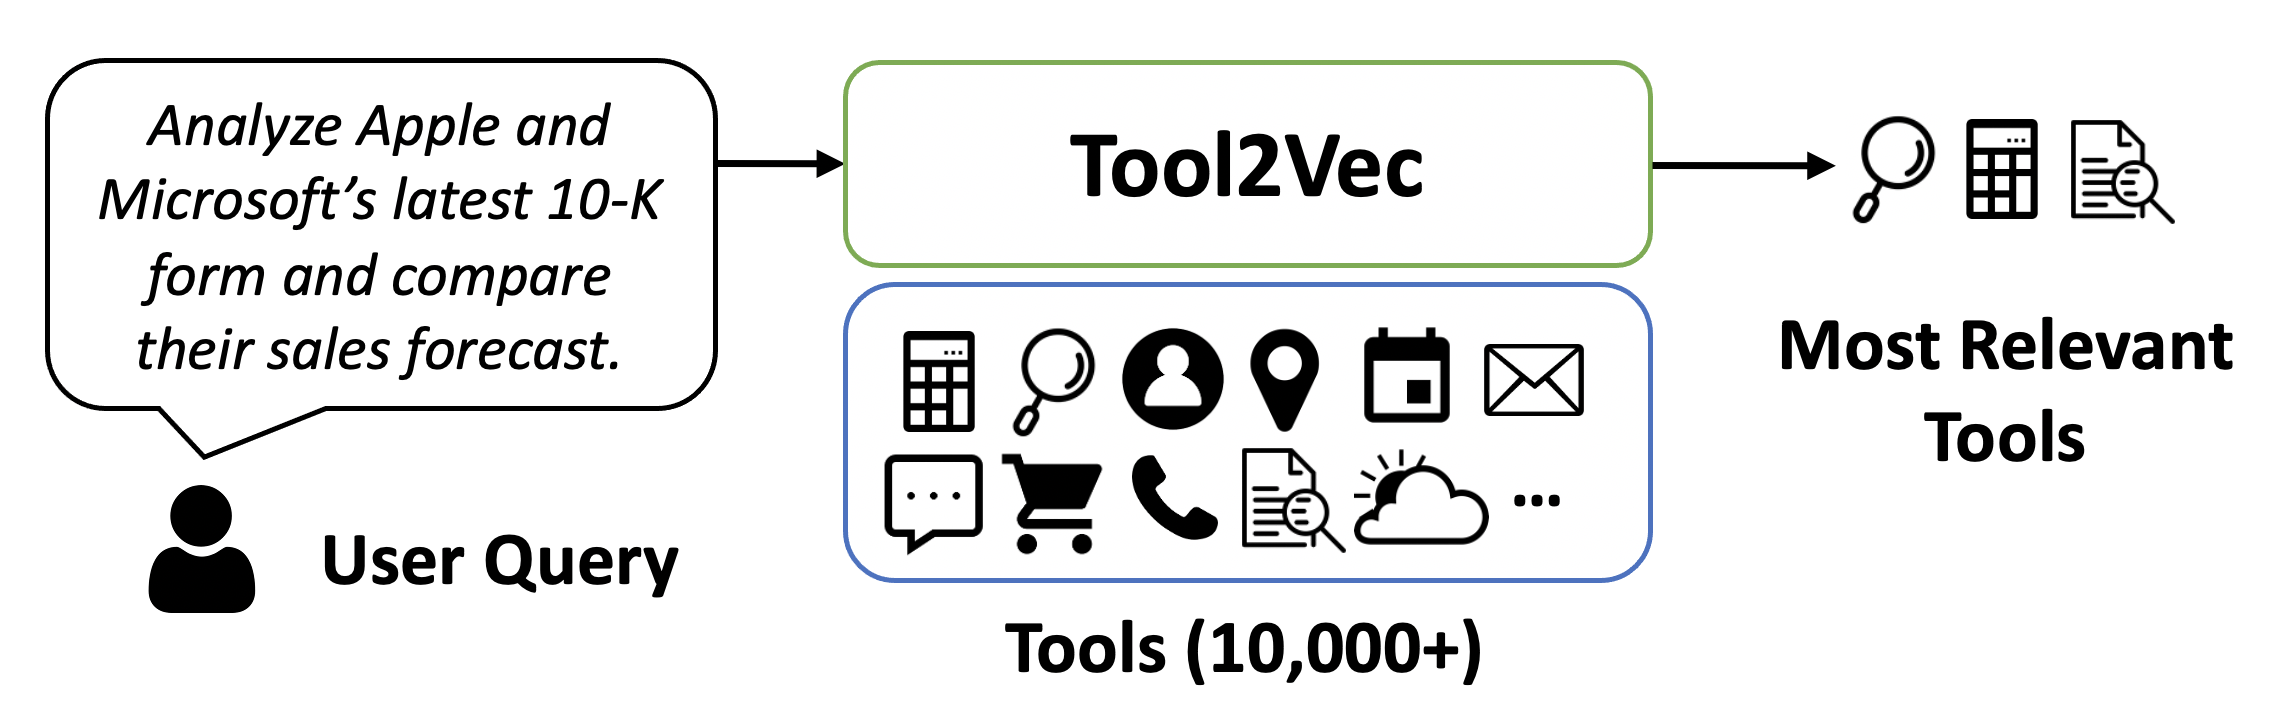 Analyze Apple and
Microsoft’s latest 10-K
form and compare
their sales forecast.
User Query
Tool2Vec
Tools (10,000+)
Most Relevant
Tools